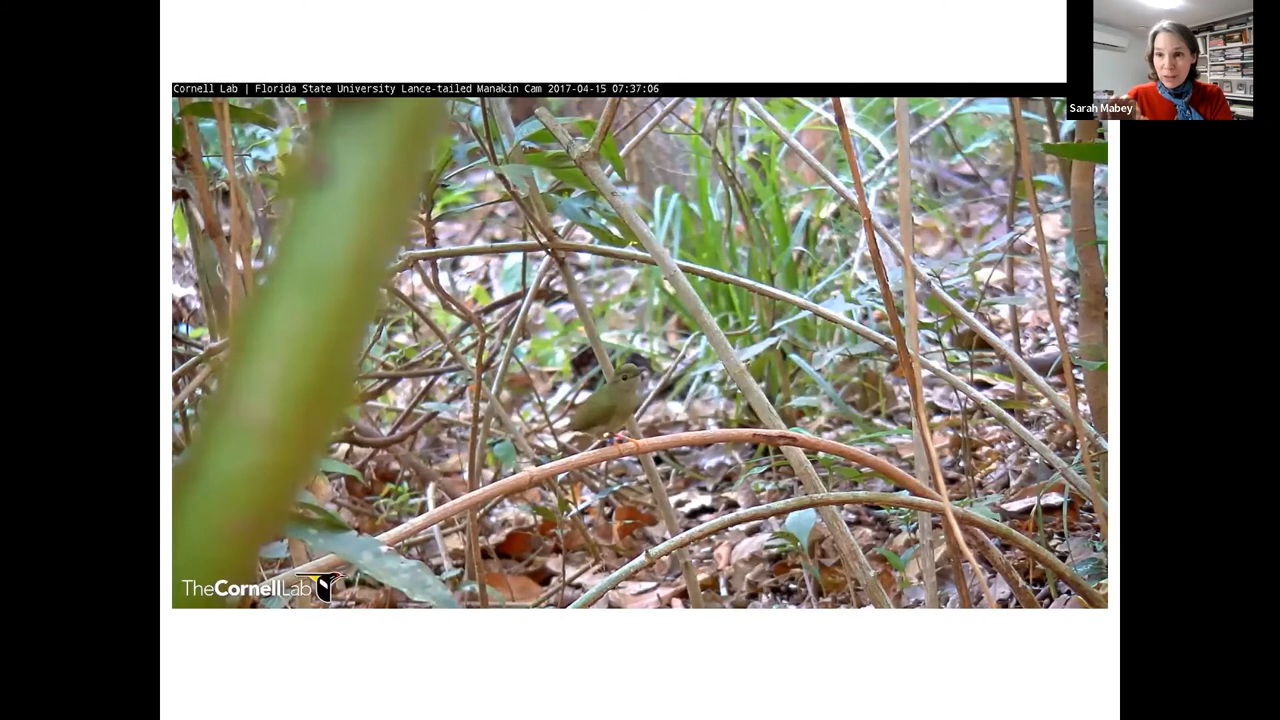 Cornell Lab | Florida State University Lance-tailed Manakin Cam 2017-04-15 07:37:06
Sarah Mabey
TheCornellLab